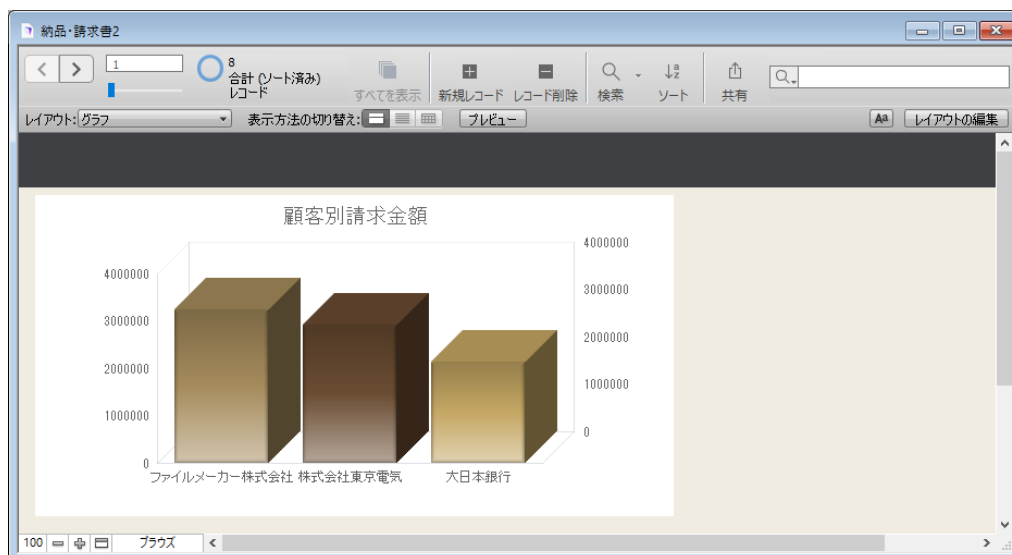 納品・請求書2
1
8
合計 (ソート済み)
レコード
すべてを表示
新規レコード
レコード削除
検索
ソート
共有
レイアウト: グラフ
表示方法の切り替え:
プレビュー
Aa
レイアウトの編集
顧客別請求金額
4000000
3000000
2000000
1000000
0
4000000
3000000
2000000
1000000
0
ファイルメーカー株式会社 株式会社東京電気 大日本銀行
100
ブラウズ